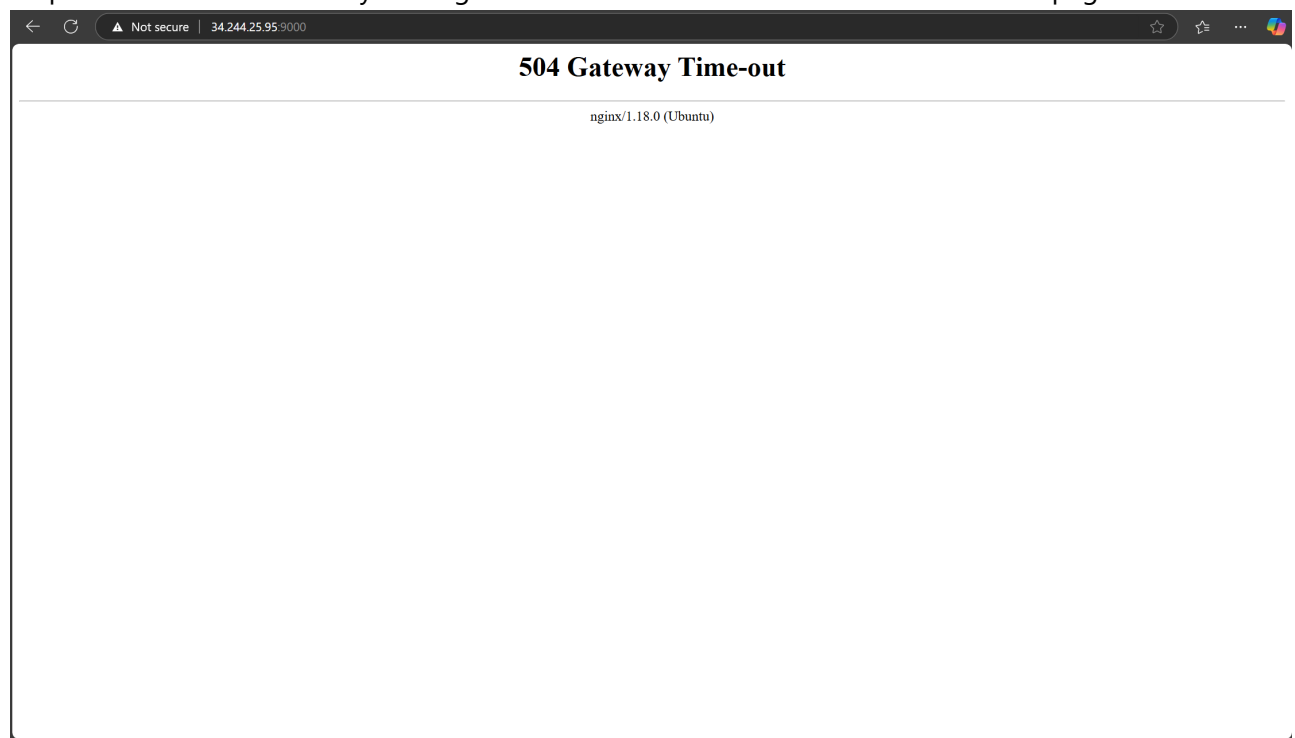 Not secure | 34.244.25.95:9000
504 Gateway Time-out
nginx/1.18.0 (Ubuntu)